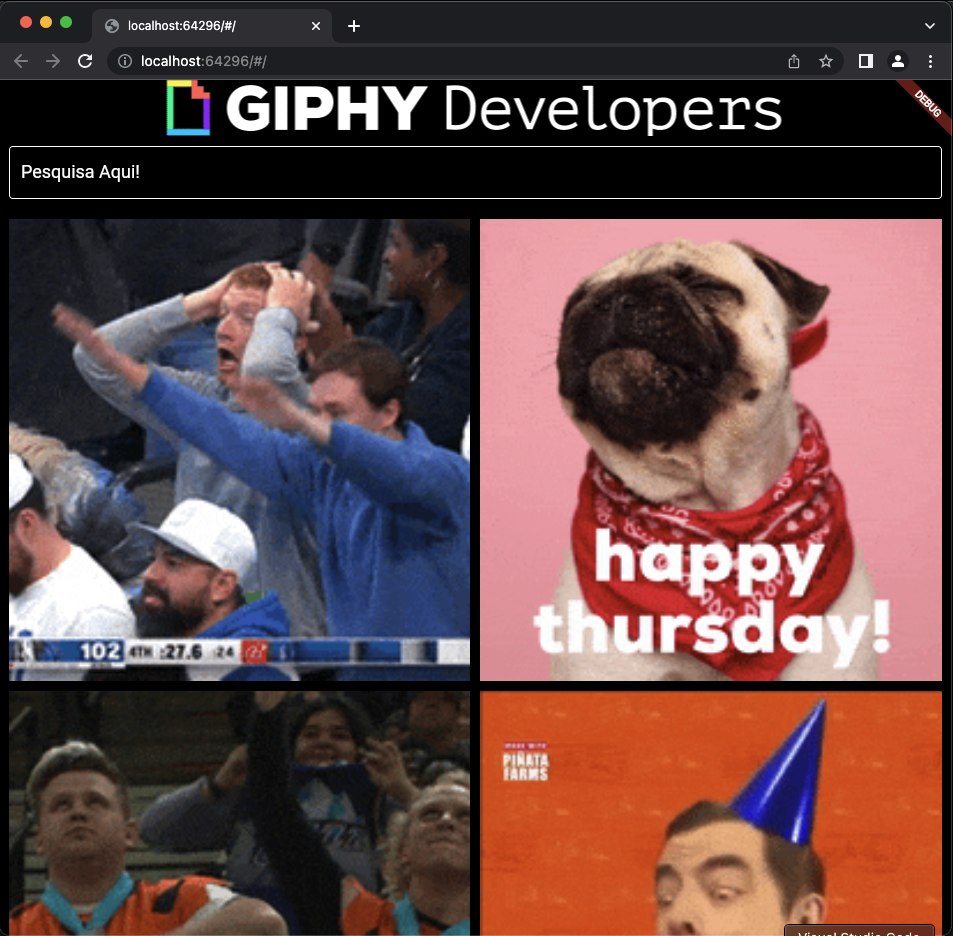 localhost:64296/#/
localhost:64296/#/
GIPHY Developers
DEBUG
Pesquisa Aqui!
happy
thursday!
102 4TH :27.6 24
MADE WITH
PIÑATA
FARMS
Visual Studio Code